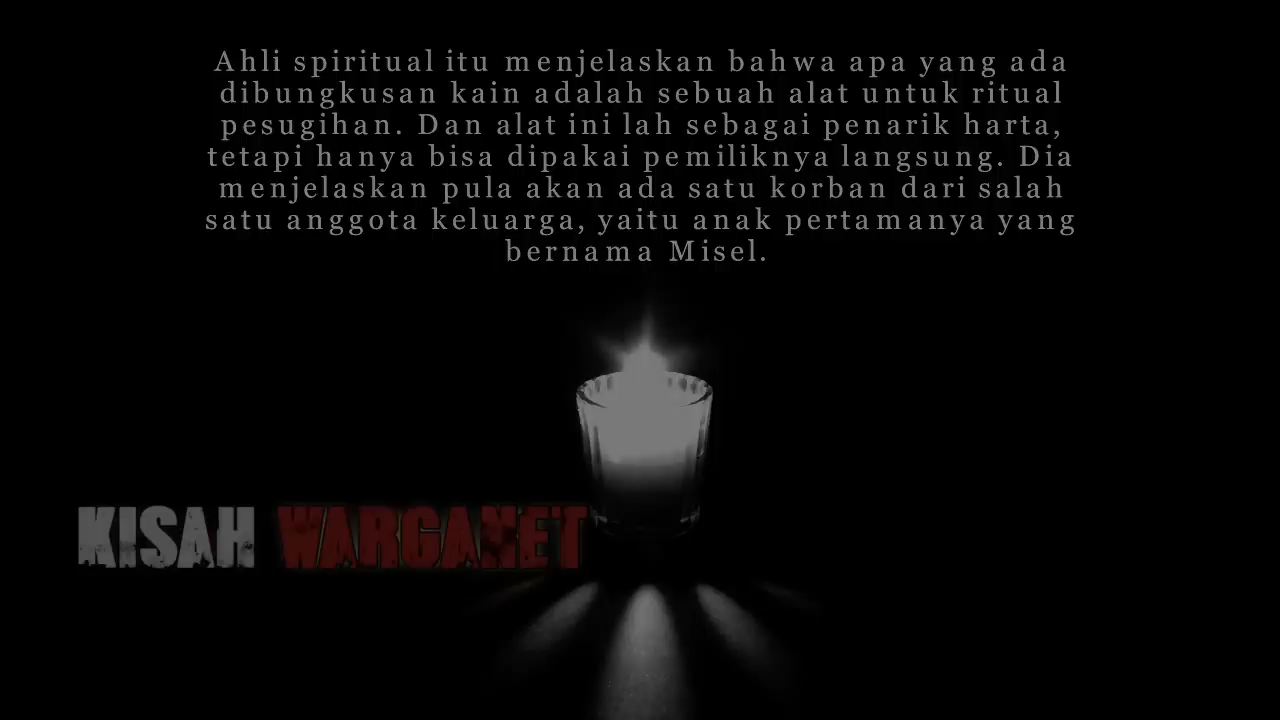 Ahli spiritual itu menjelaskan bahwa apa yang ada
dibungkusan kain adalah sebuah alat untuk ritual
pesugihan. Dan alat ini lah sebagai penarik harta,
tetapi hanya bisa dipakai pemiliknya langsung. Dia
menjelaskan pula akan ada satu korban dari salah
satu anggota keluarga, yaitu anak pertamanya yang
bernama Misel.
KISAH WARGANET